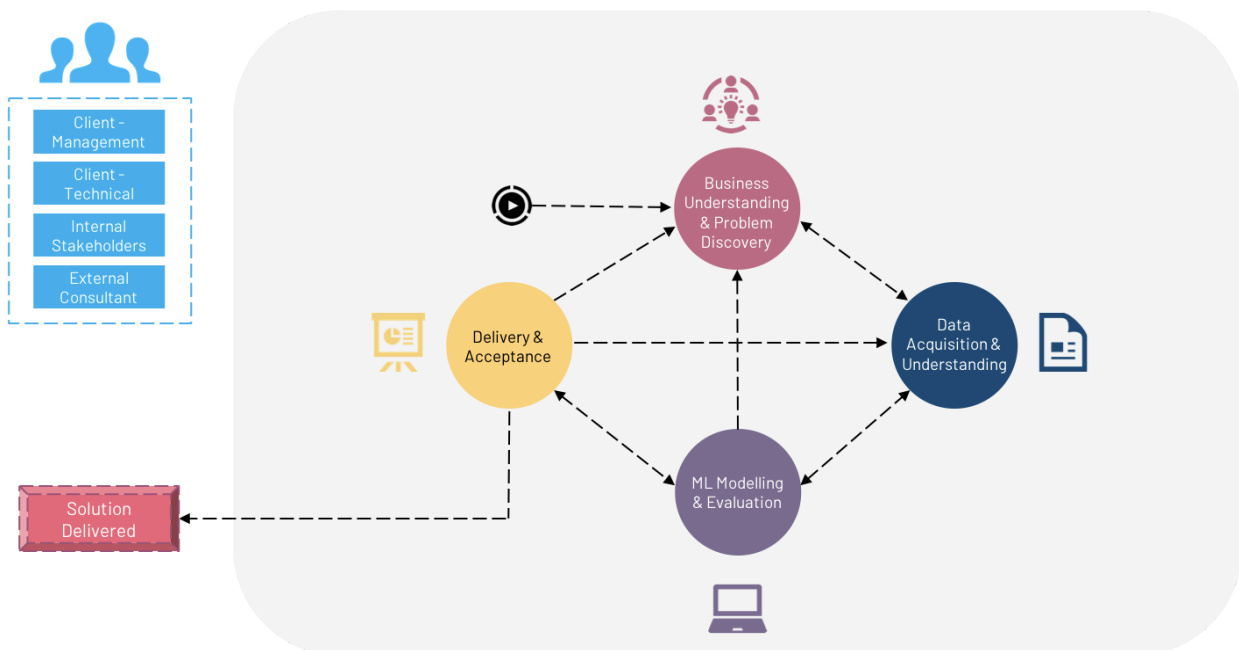 Client -
Management
Client -
Technical
Internal
Stakeholders
External
Consultant
Business
Understanding
& Problem
Discovery
Delivery &
Acceptance
Data
Acquisition &
Understanding
ML Modelling
& Evaluation
Solution
Delivered